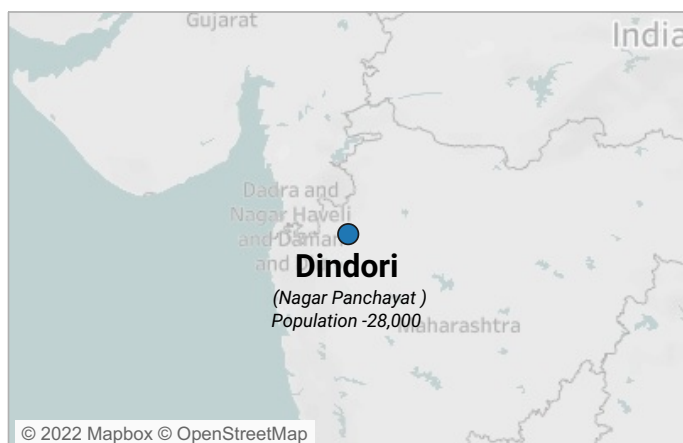 Gujarat
India
Dadra and
Nagar Haveli
and Daman
and
Dindori
(Nagar Panchayat )
Population -28,000
Maharashtra
© 2022 Mapbox © OpenStreetMap